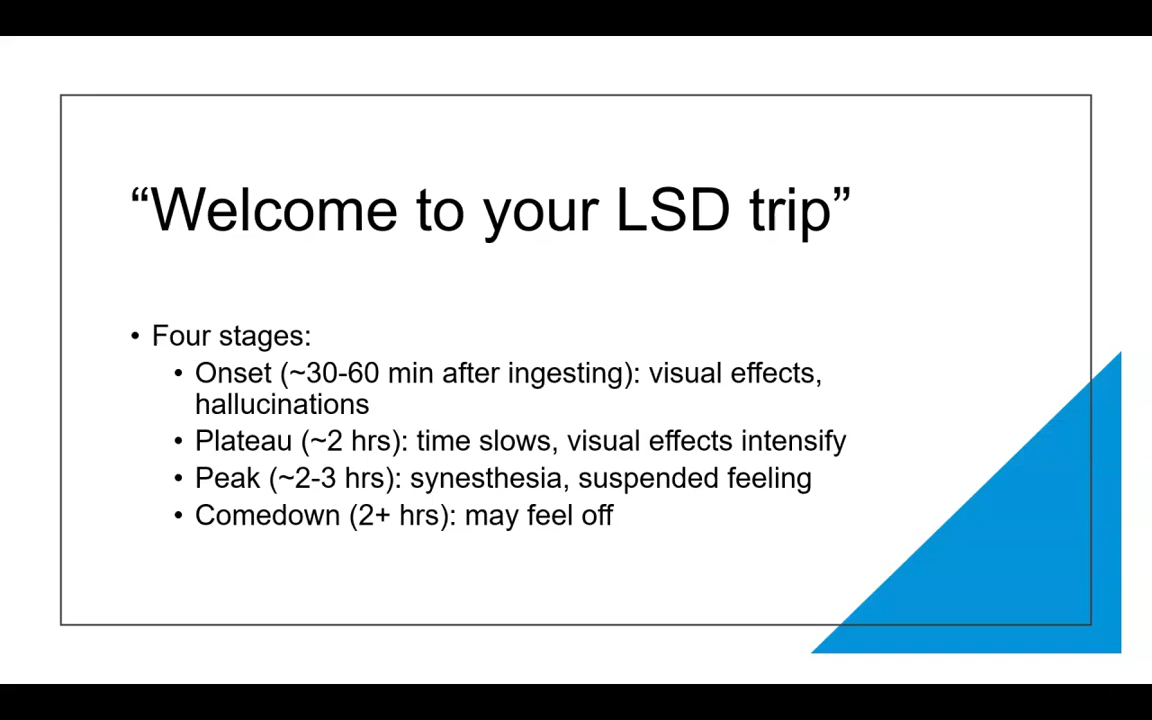 “Welcome to your LSD trip”
• Four stages:
• Onset (~30-60 min after ingesting): visual effects,
hallucinations
• Plateau (~2 hrs): time slows, visual effects intensify
• Peak (~2-3 hrs): synesthesia, suspended feeling
• Comedown (2+ hrs): may feel off